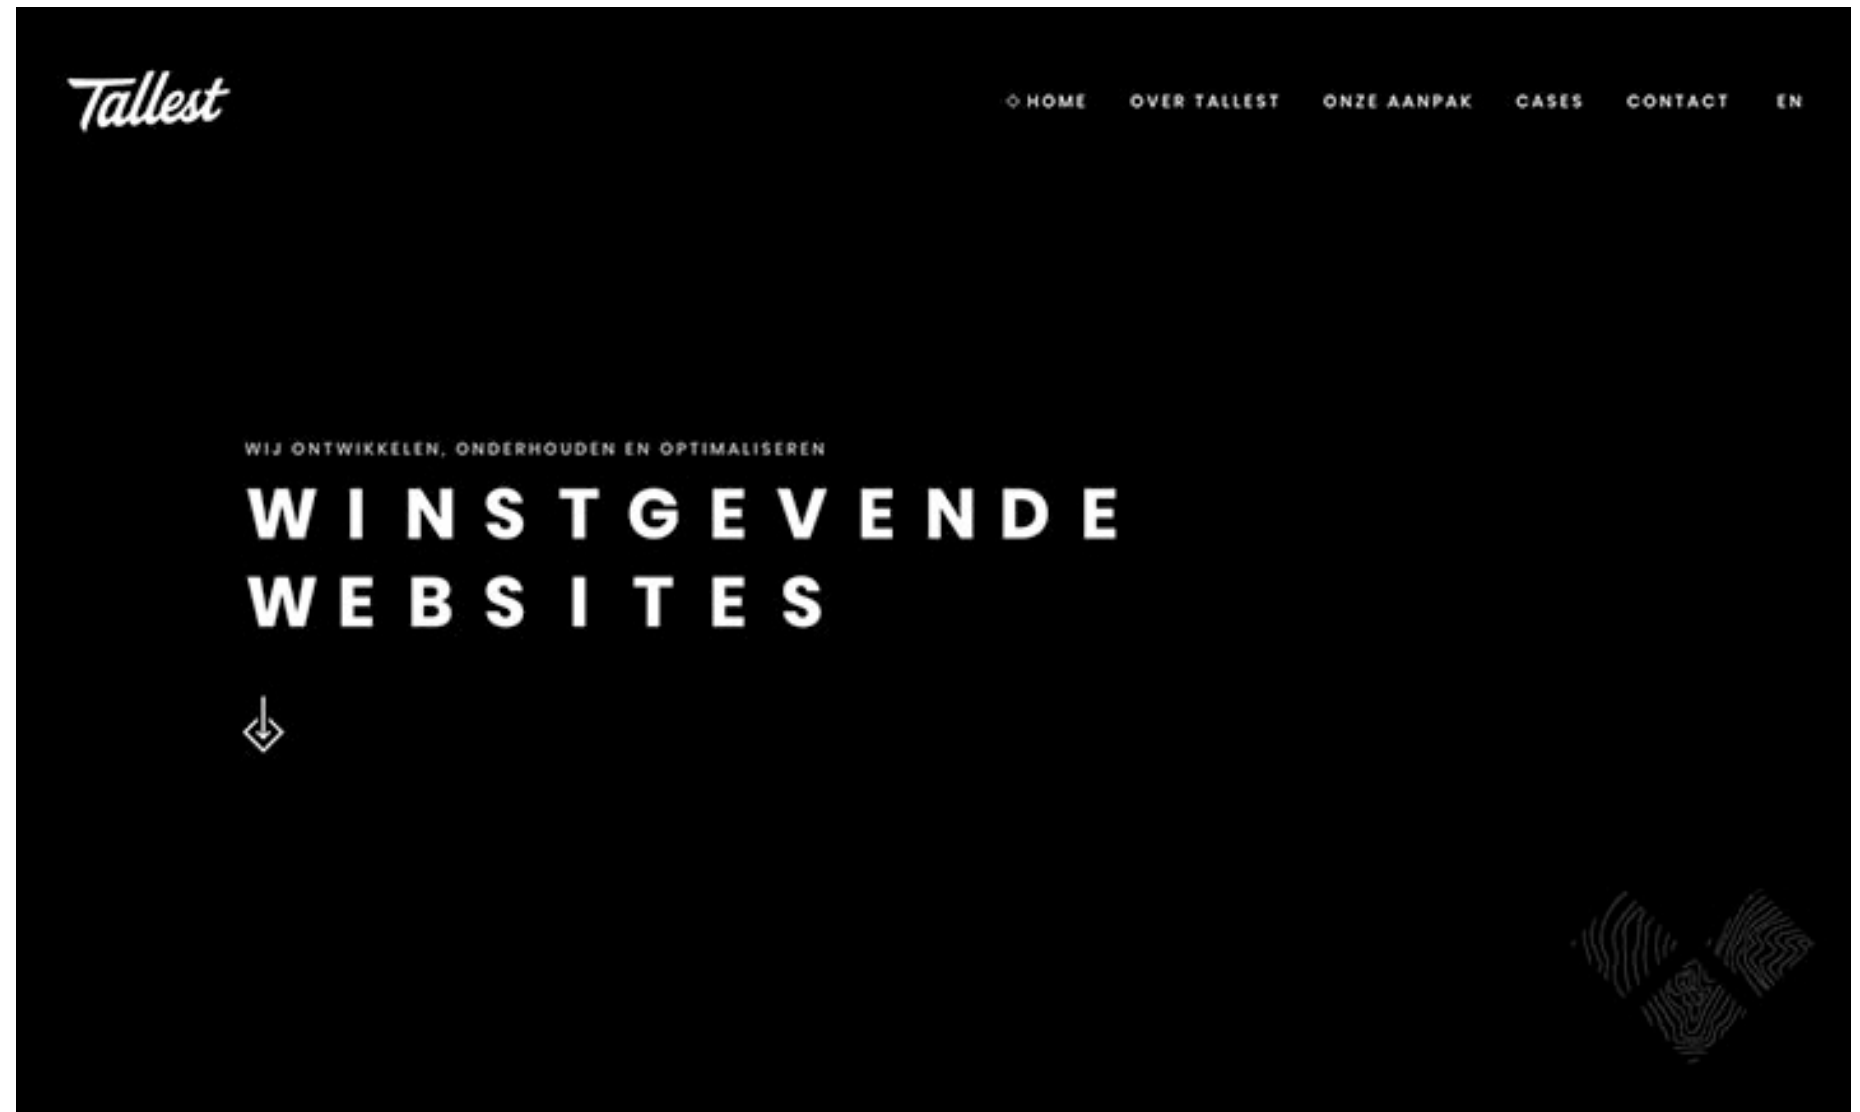 Tallest
HOME OVER TALLEST ONZE AANPAK CASES CONTACT EN
WIJ ONTWIKKELEN, ONDERHOUDEN EN OPTIMALISEREN
WINSTGEVENDE
WEBSITES